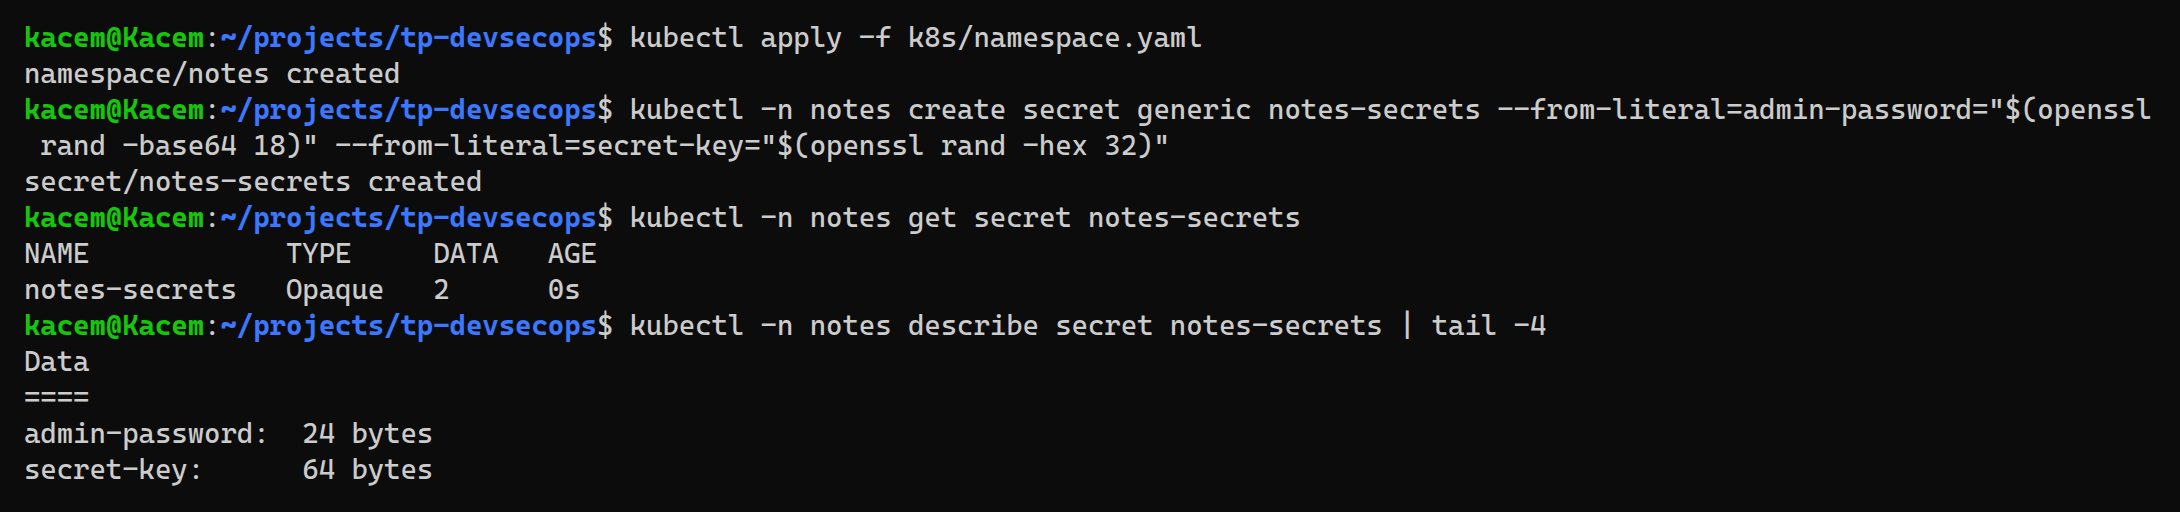 kacem@Kacem:~/projects/tp-devsecops$ kubectl apply -f k8s/namespace.yaml
namespace/notes created
kacem@Kacem:~/projects/tp-devsecops$ kubectl -n notes create secret generic notes-secrets --from-literal=admin-password="$(openssl
 rand -base64 18)" --from-literal=secret-key="$(openssl rand -hex 32)"
secret/notes-secrets created
kacem@Kacem:~/projects/tp-devsecops$ kubectl -n notes get secret notes-secrets
NAME            TYPE     DATA   AGE
notes-secrets   Opaque   2      0s
kacem@Kacem:~/projects/tp-devsecops$ kubectl -n notes describe secret notes-secrets | tail -4
Data
====
admin-password:  24 bytes
secret-key:      64 bytes